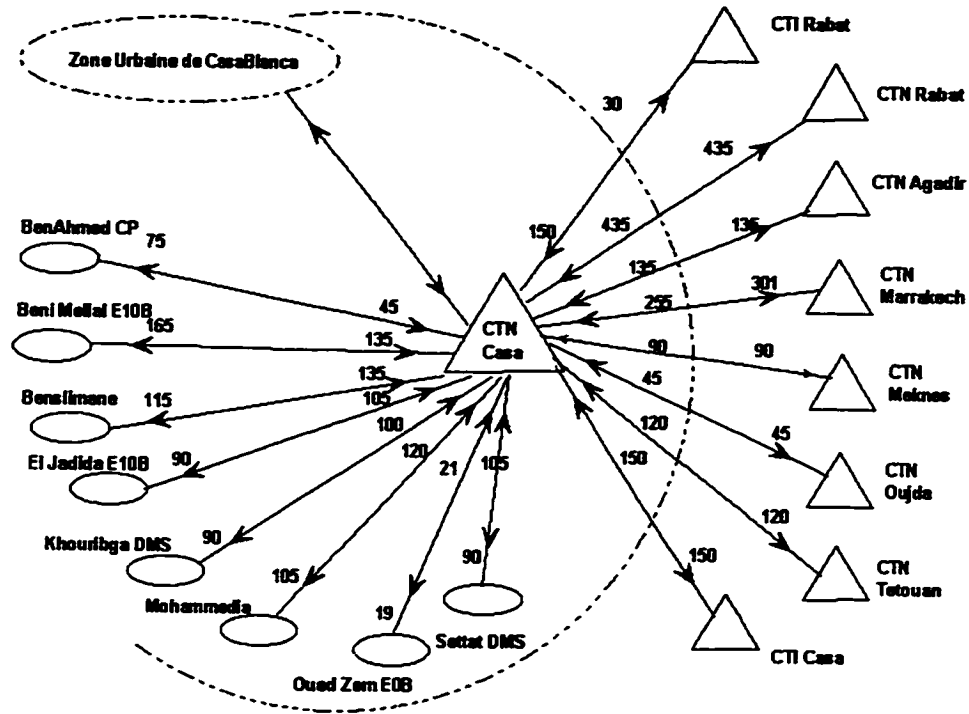 CTI Rabat
Zone Urbaine de CasaBlanca
30
CTN Rabat
435
CTN Agadir
150
435
135
135
BenAhmed CP
75
CTN
Marrakech
301
255
45
CTN
Casa
Beni Mellal E10B
165
135
90
90
CTN
Meknes
135
45
Benslimane
115
105
100
120
45
CTN
Oujda
El Jadida E10B
90
120
21
105
150
120
Khouribga DMS
90
105
90
150
CTN
Tetouan
Mohammedia
19
Settat DMS
CTI Casa
Oued Zem E0B